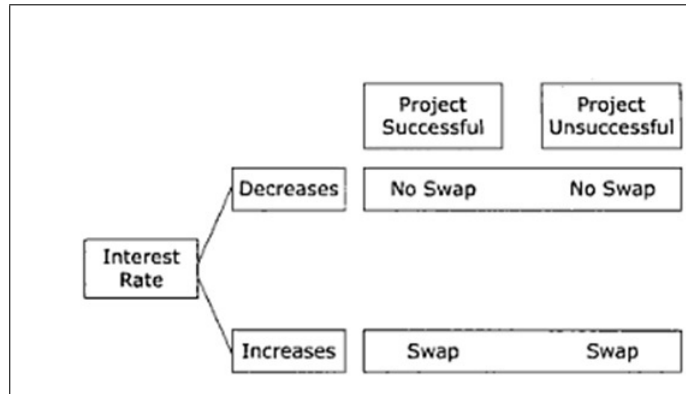 Project Successful
Project Unsuccessful
Decreases
No Swap No Swap
Interest Rate
Increases
Swap Swap